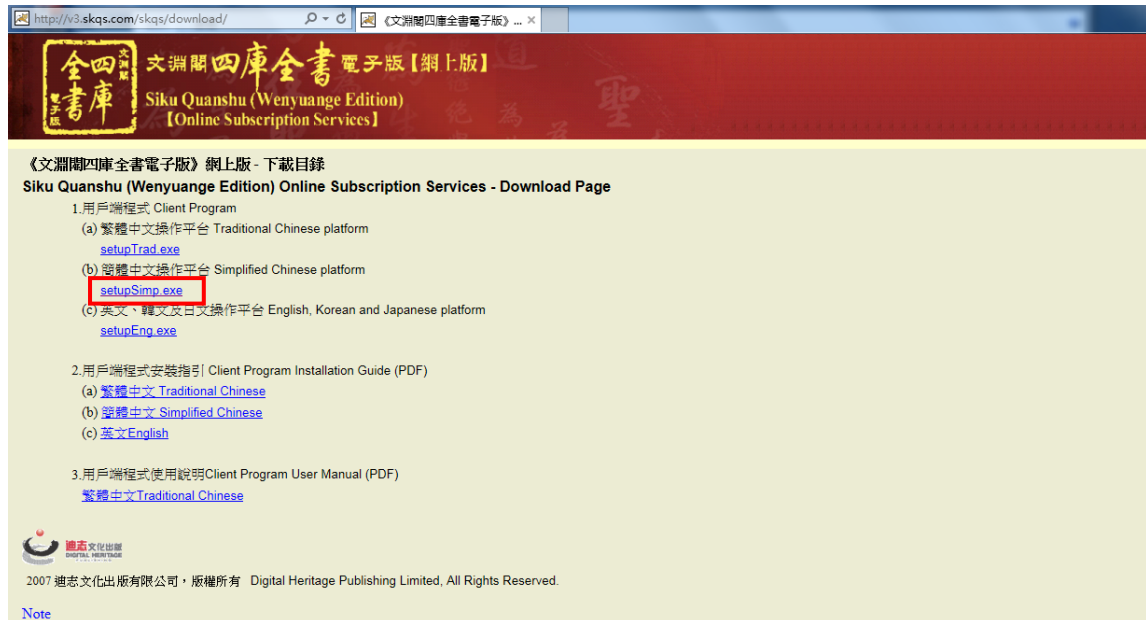 http://v3.skqs.com/skqs/download/
《文淵閣四庫全書電子版》... ×
文淵閣四庫全書電子版【網上版】
Siku Quanshu (Wenyuange Edition)
【Online Subscription Services】
《文淵閣四庫全書電子版》網上版 - 下載目錄
Siku Quanshu (Wenyuange Edition) Online Subscription Services - Download Page
1.用戶端程式 Client Program
(a) 繁體中文操作平台 Traditional Chinese platform
setupTrad.exe
(b) 簡體中文操作平台 Simplified Chinese platform
setupSimp.exe
(c) 英文、韓文及日文操作平台 English, Korean and Japanese platform
setupEng.exe
2.用戶端程式安裝指引 Client Program Installation Guide (PDF)
(a) 繁體中文 Traditional Chinese
(b) 簡體中文 Simplified Chinese
(c) 英文English
3.用戶端程式使用說明Client Program User Manual (PDF)
繁體中文Traditional Chinese
迪志文化出版
DIGITAL HERITAGE
2007 迪志文化出版有限公司，版權所有 Digital Heritage Publishing Limited, All Rights Reserved.
Note